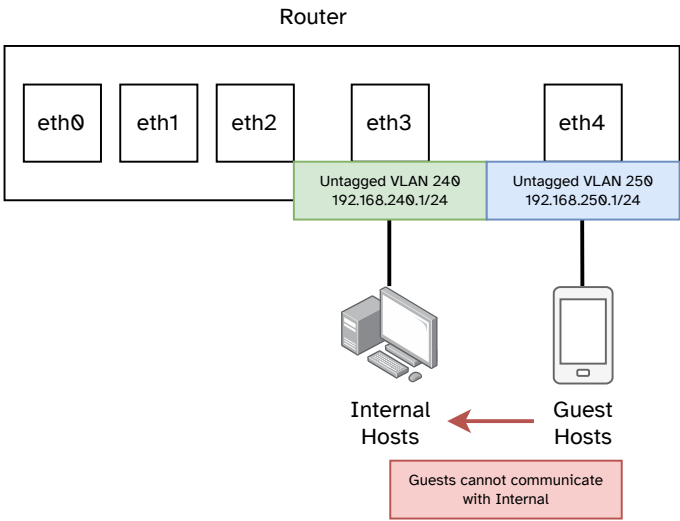 Router
eth0
eth1
eth2
eth3
eth4
Untagged VLAN 240
192.168.240.1/24
Untagged VLAN 250
192.168.250.1/24
Internal
Hosts
Guest
Hosts
Guests cannot communicate
with Internal